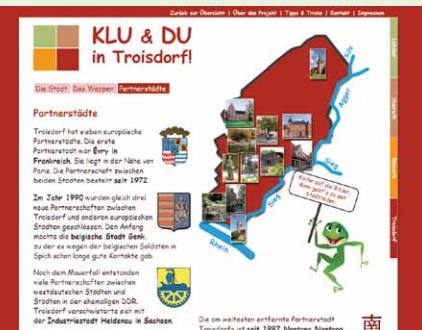 Zurück zur Übersicht | Über das Projekt | Tipps & Tricks | Kontakt | Impressum
KLU & DU
in Troisdorf!
Die Stadt Das Wappen Partnerstädte
Partnerstädte
Troisdorf hat sieben europäische
Partnerstädte. Die erste
Partnerstadt war Évry in
Frankreich. Sie liegt in der Nähe von
Paris. Die Partnerschaft zwischen
beiden Städten besteht seit 1972.
Im Jahr 1990 wurden gleich drei
neue Partnerschaften zwischen
Troisdorf und anderen europäischen
Städten geschlossen. Den Anfang
machte die belgische Stadt Genk,
zu der es wegen der belgischen Soldaten in
Spich schon lange gute Kontakte gab.
Nach dem Mauerfall entstanden
viele Partnerschaften zwischen
westdeutschen Städten und
Städten in der ehemaligen DDR.
Troisdorf verschwisterte sich mit
der Industriestadt Heidenau in Sachsen.
Sülz
Agger
Sieg
Sieg
Rhein
Klicke auf die Bilder
dann geht's zu den
Stadtteilen
Troisdorf
Die am weitesten entfernte Partnerstadt
Troisdorfs ist seit 1997 Nantong. Nantong
南